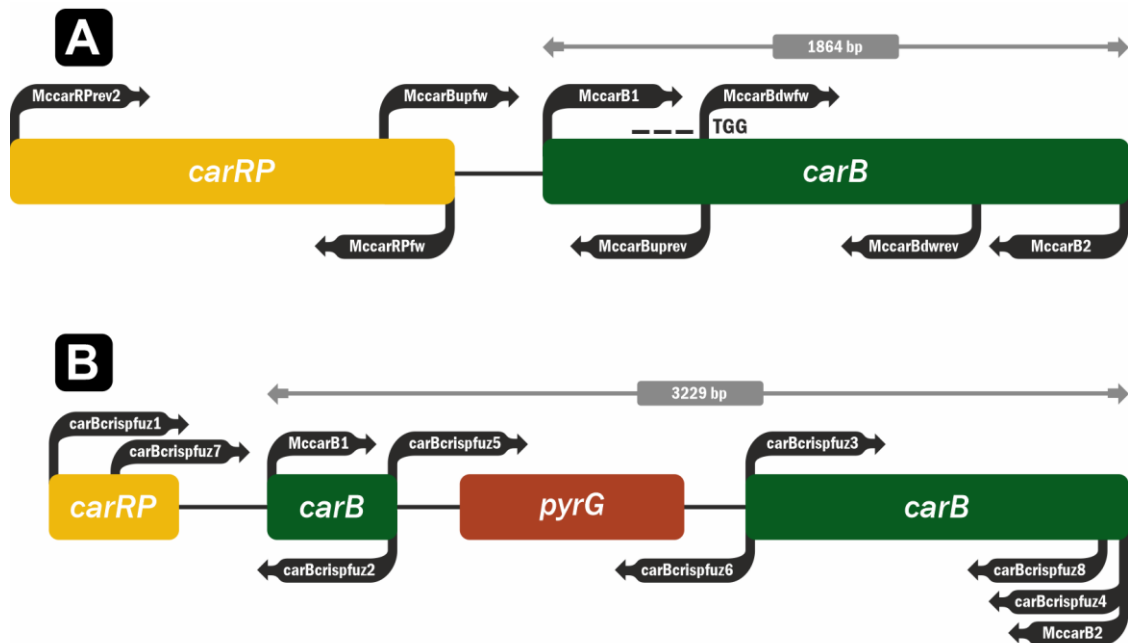 A
1864 bp
MccarRPrev2
MccarBupfw
MccarB1
MccarBdwfw
___ TGG
carRP
carB
MccarRPfw
MccarBuprev
MccarBdwrev
MccarB2
B
3229 bp
carBcrispfuz1
carBcrispfuz7
MccarB1
carBcrispfuz5
carBcrispfuz3
carRP
carB
pyrG
carB
carBcrispfuz2
carBcrispfuz6
carBcrispfuz8
carBcrispfuz4
MccarB2